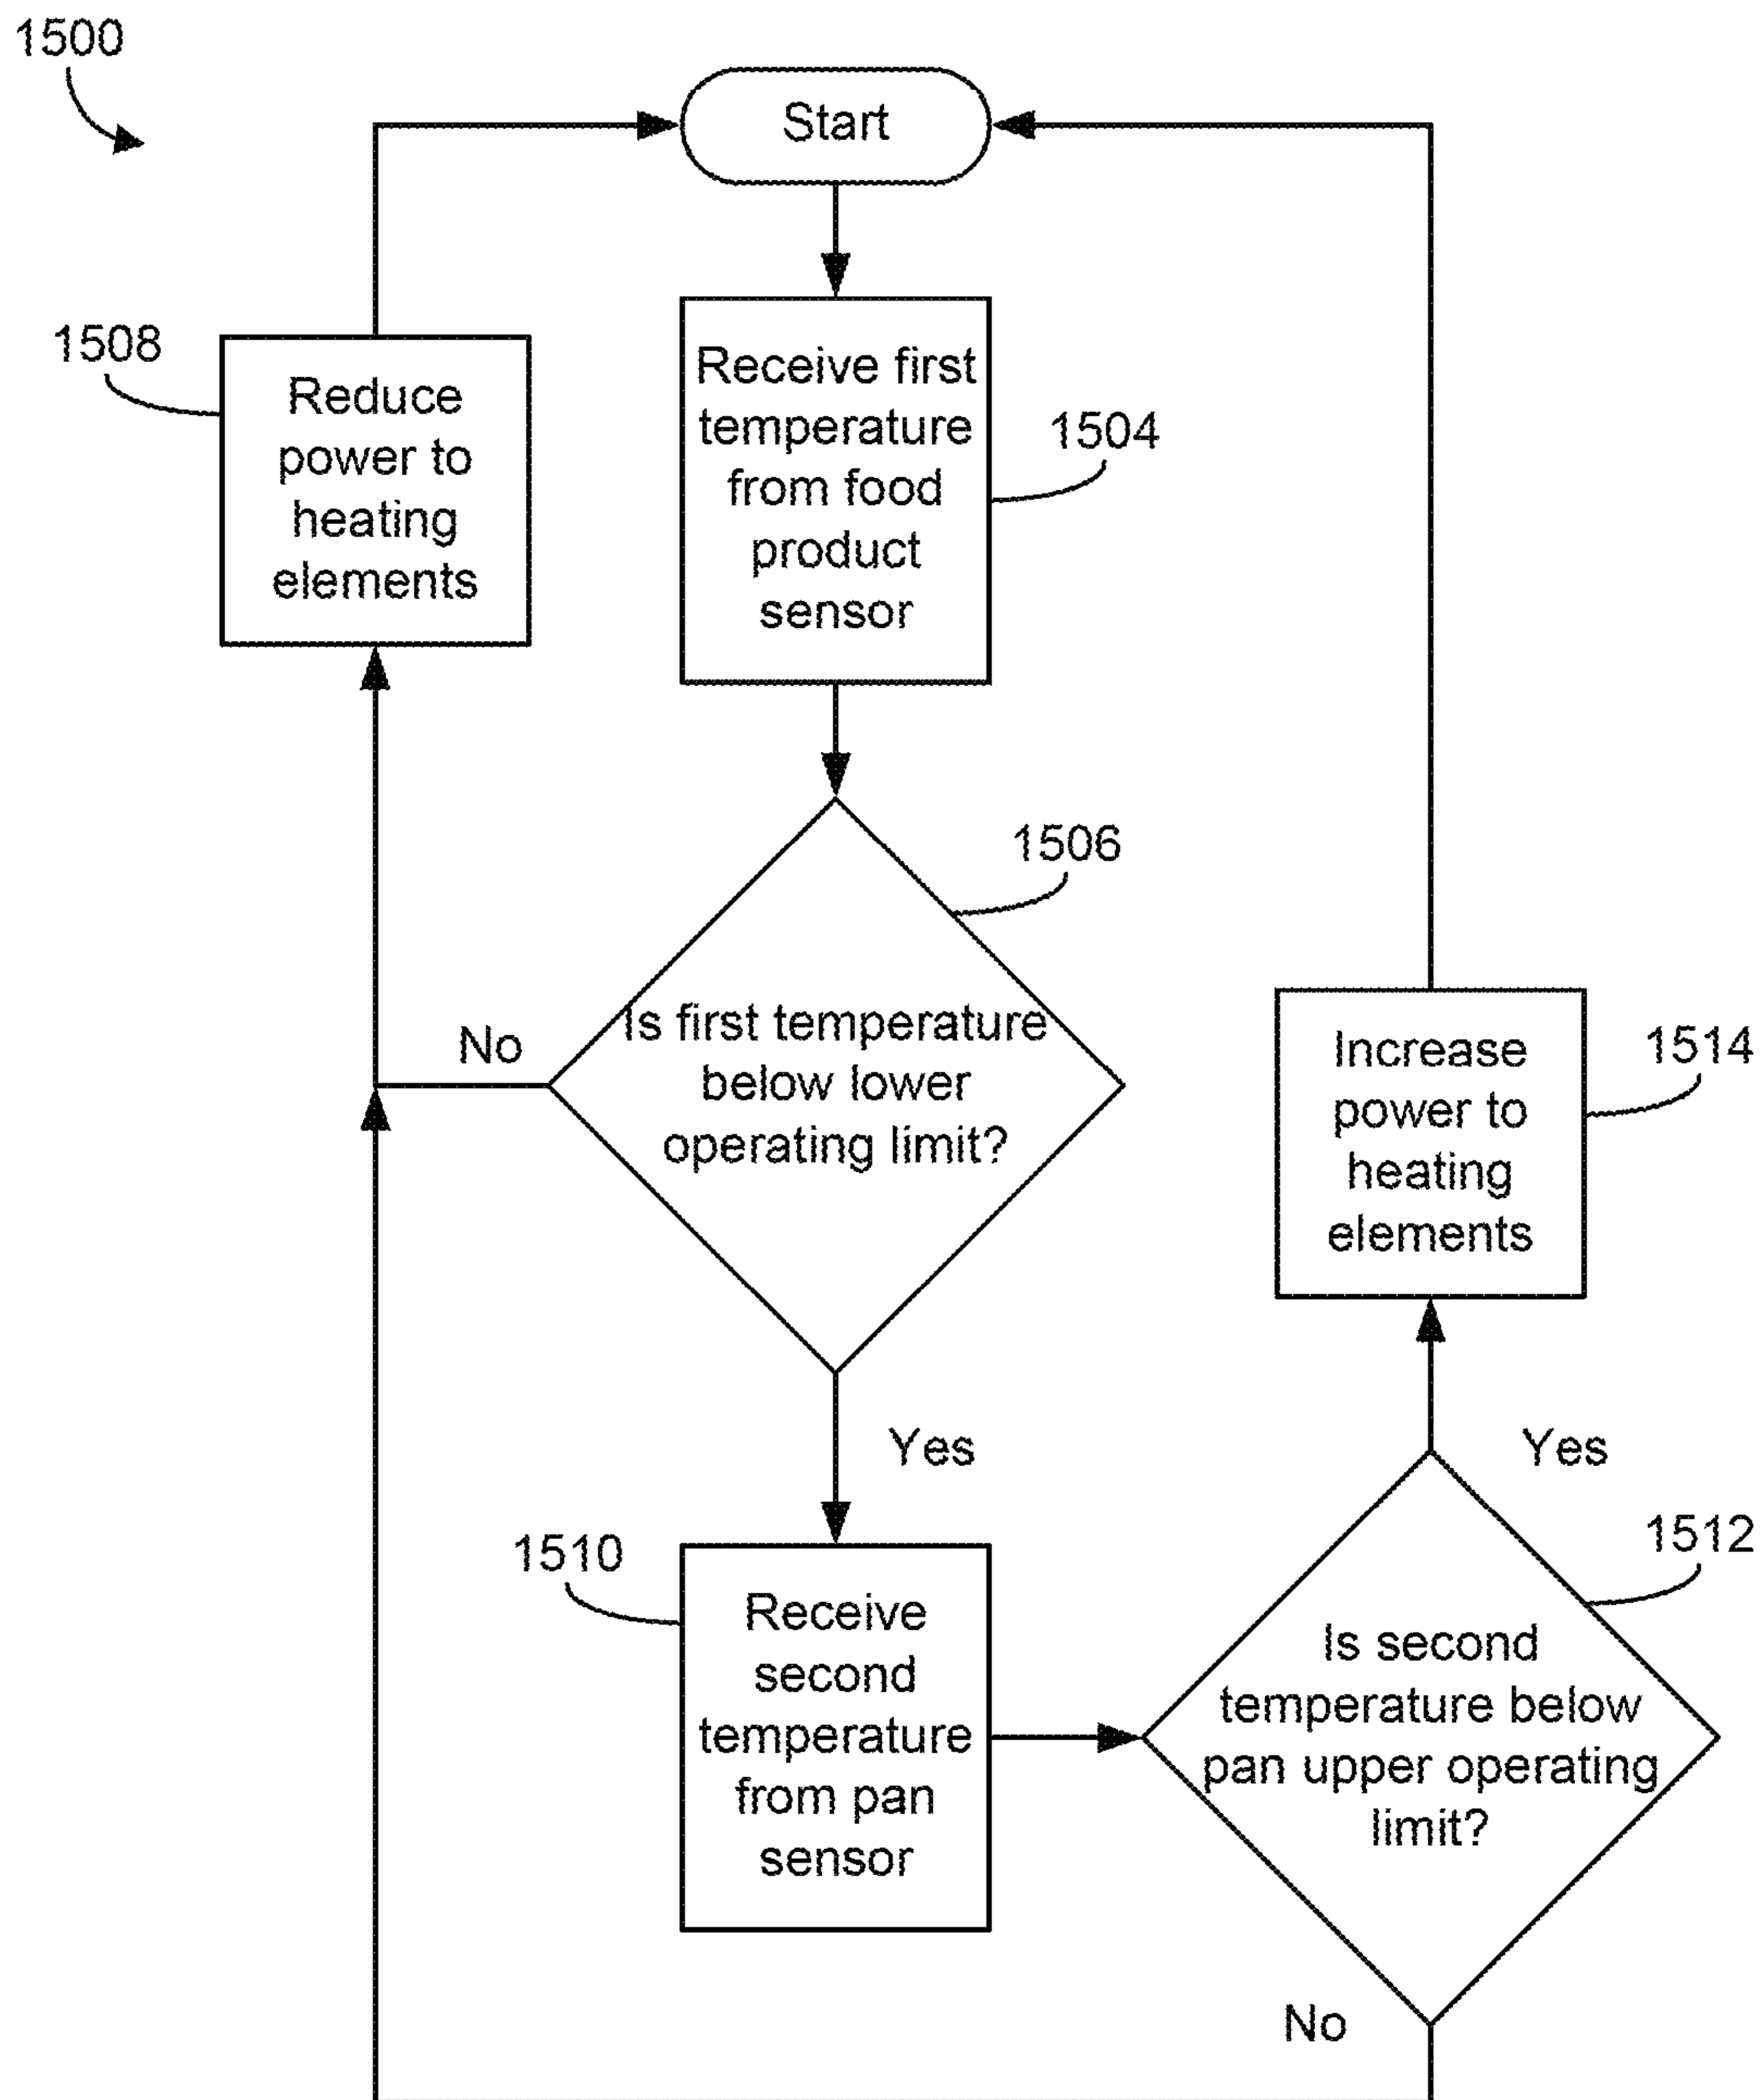 1500
Start
1508
Reduce
power to
heating
elements
Receive first
temperature
from food
product
sensor
1504
1506
Is first temperature
below lower
operating limit?
No
Yes
Increase
power to
heating
elements
1514
1510
Receive
second
temperature
from pan
sensor
Yes
1512
Is second
temperature below
pan upper operating
limit?
No